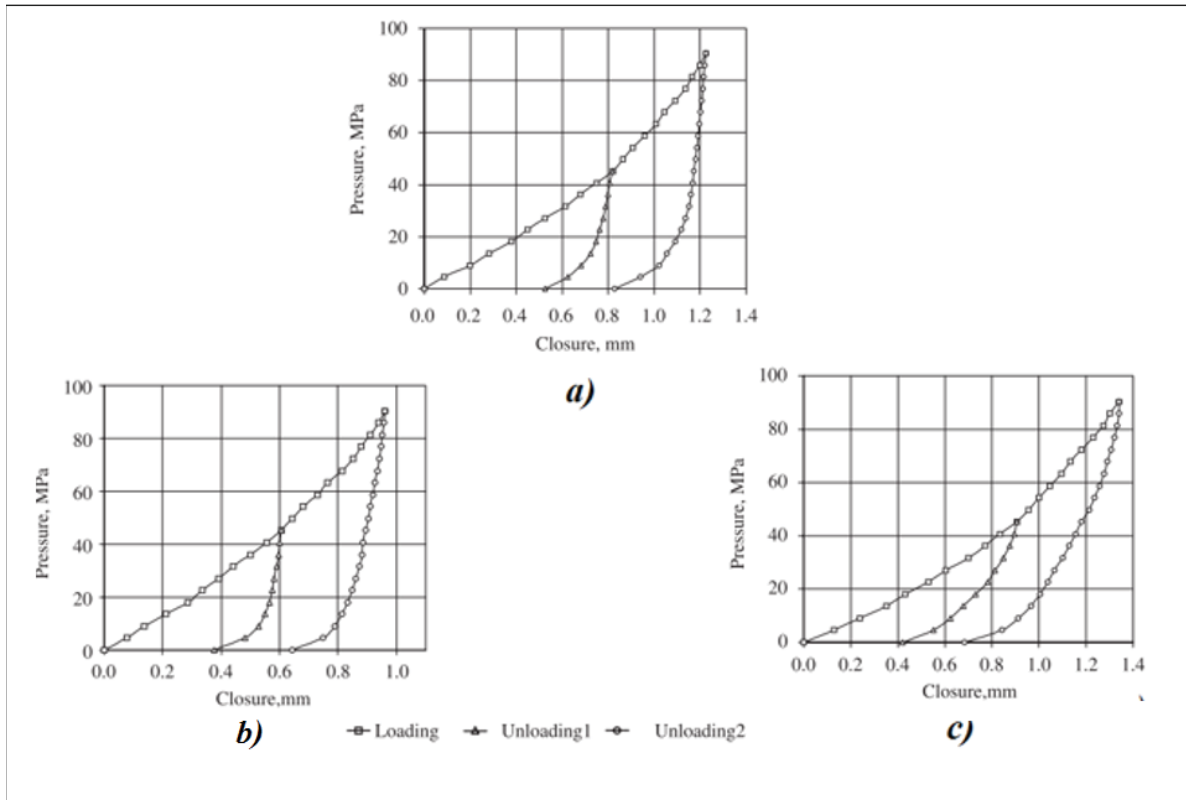 100
80
60
40
20
0
Pressure, MPa
0.0 0.2 0.4 0.6 0.8 1.0 1.2 1.4
Closure, mm
a)
100
80
60
40
20
0
Pressure, MPa
0.0 0.2 0.4 0.6 0.8 1.0
Closure,mm
b)
100
80
60
40
20
0
Pressure, MPa
0.0 0.2 0.4 0.6 0.8 1.0 1.2 1.4
Closure,mm
c)
Loading Unloading1 Unloading2